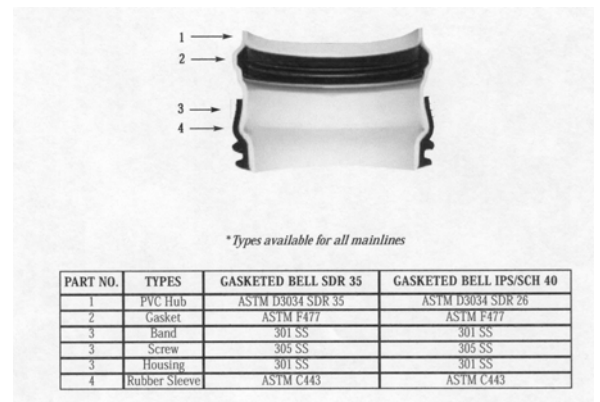 1
2
3
4
*Types available for all mainlines
PART NO. TYPES GASKETED BELL SDR 35 GASKETED BELL IPS/SCH 40
1 PVC Hub ASTM D3034 SDR 35 ASTM D3034 SDR 26
2 Gasket ASTM F477 ASTM F477
3 Band 301 SS 301 SS
3 Screw 305 SS 305 SS
3 Housing 301 SS 301 SS
4 Rubber Sleeve ASTM C443 ASTM C443